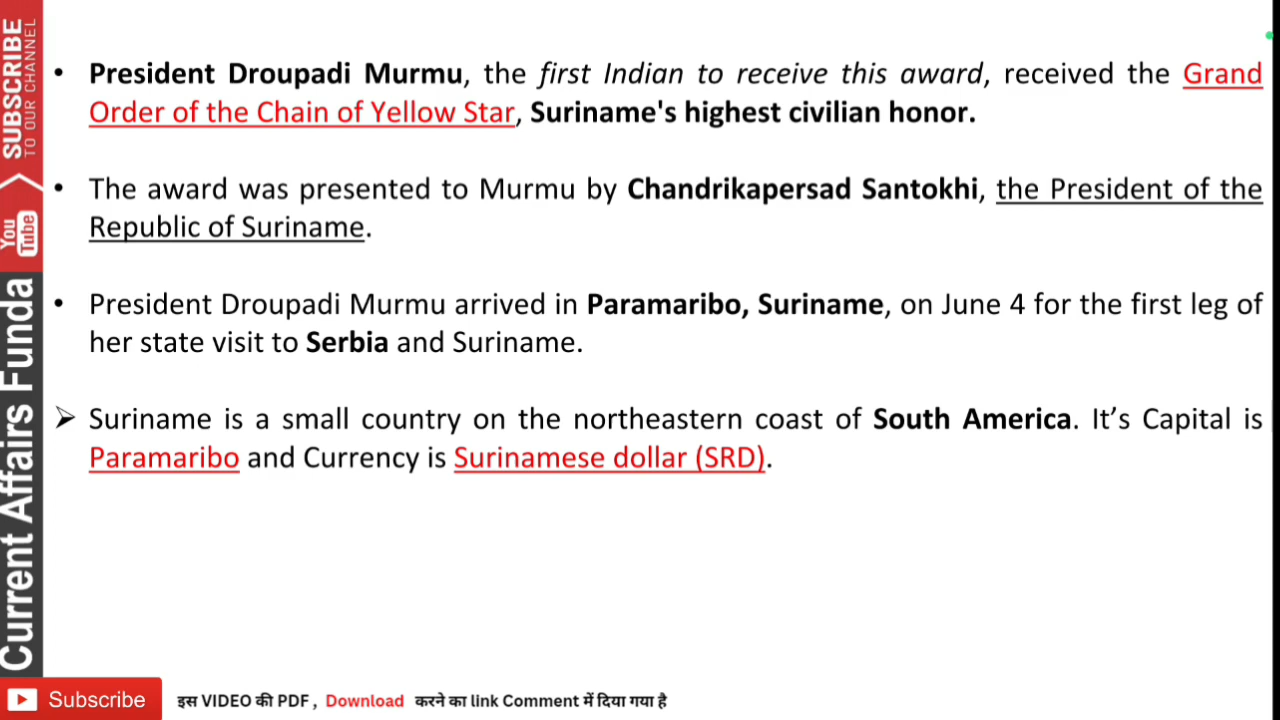 SUBSCRIBE
TO OUR CHANNEL
You
Tube
Current Affairs Funda
• President Droupadi Murmu, the first Indian to receive this award, received the Grand
Order of the Chain of Yellow Star, Suriname's highest civilian honor.
• The award was presented to Murmu by Chandrikapersad Santokhi, the President of the
Republic of Suriname.
• President Droupadi Murmu arrived in Paramaribo, Suriname, on June 4 for the first leg of
her state visit to Serbia and Suriname.
➢ Suriname is a small country on the northeastern coast of South America. It’s Capital is
Paramaribo and Currency is Surinamese dollar (SRD).
Subscribe
इस VIDEO की PDF , Download करने का link Comment में दिया गया है